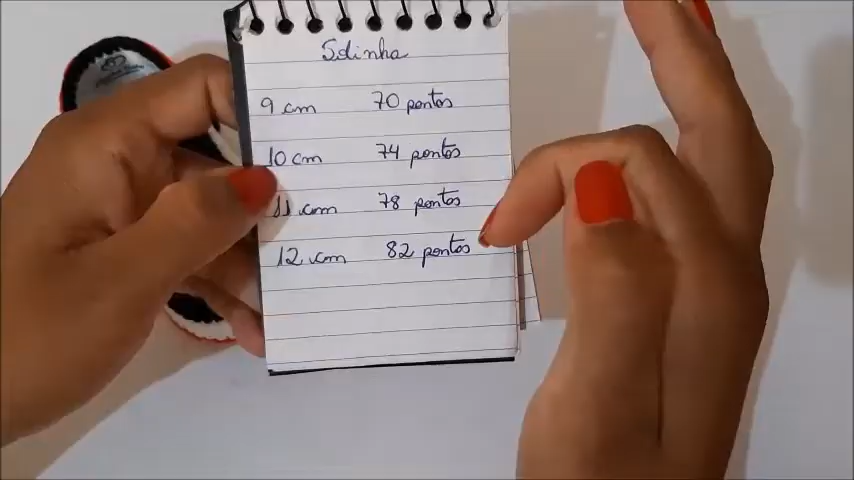 Solinha
9 cm 70 pontos
10 cm 74 pontos
11 cm 78 pontos
12 cm 82 pontos